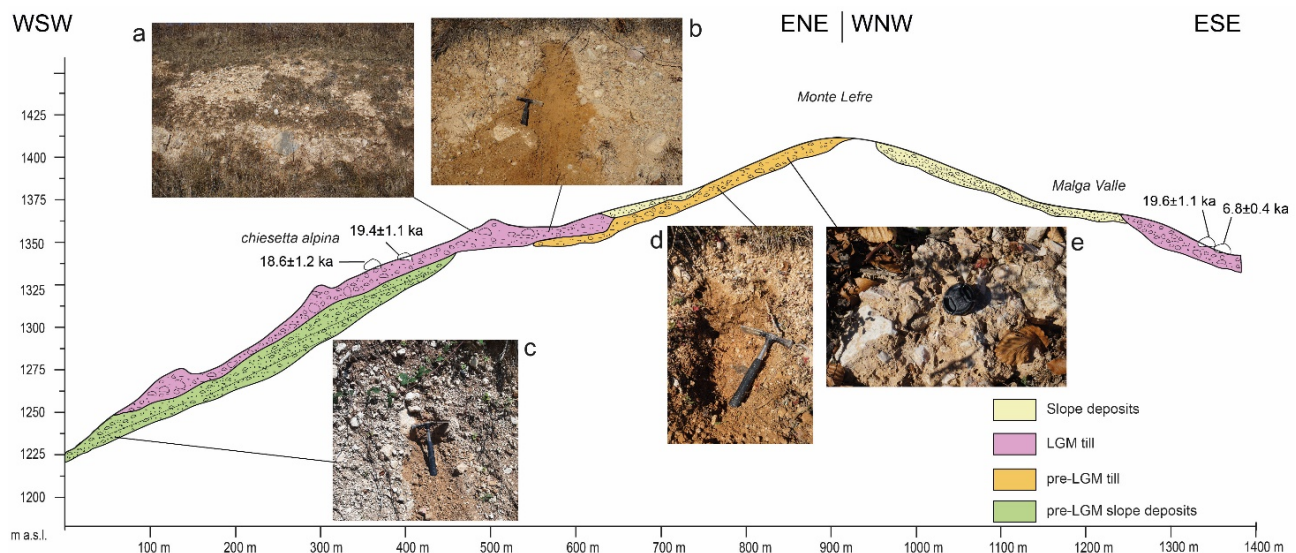 WSW
ENE | WNW
ESE
a
b
Monte Lefre
Malga Valle
chiesetta alpina
19.4±1.1 ka
18.6±1.2 ka
19.6±1.1 ka
6.8±0.4 ka
d
e
c
1425
1400
1375
1350
1325
1300
1275
1250
1225
1200
m a.s.l.
Slope deposits
LGM till
pre-LGM till
pre-LGM slope deposits
100 m
200 m
300 m
400 m
500 m
600 m
700 m
800 m
900 m
1000 m
1100 m
1200 m
1300 m
1400 m